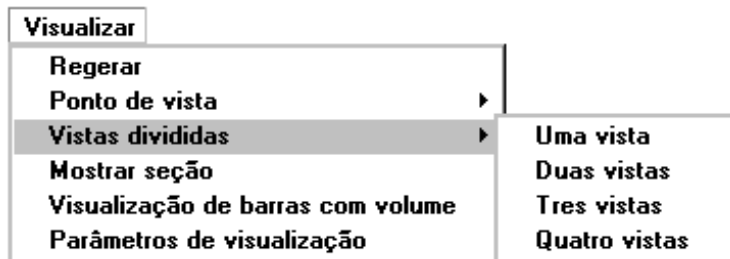 Visualizar
Regerar
Ponto de vista
Vistas divididas
Mostrar seção
Visualização de barras com volume
Parâmetros de visualização
Uma vista
Duas vistas
Tres vistas
Quatro vistas